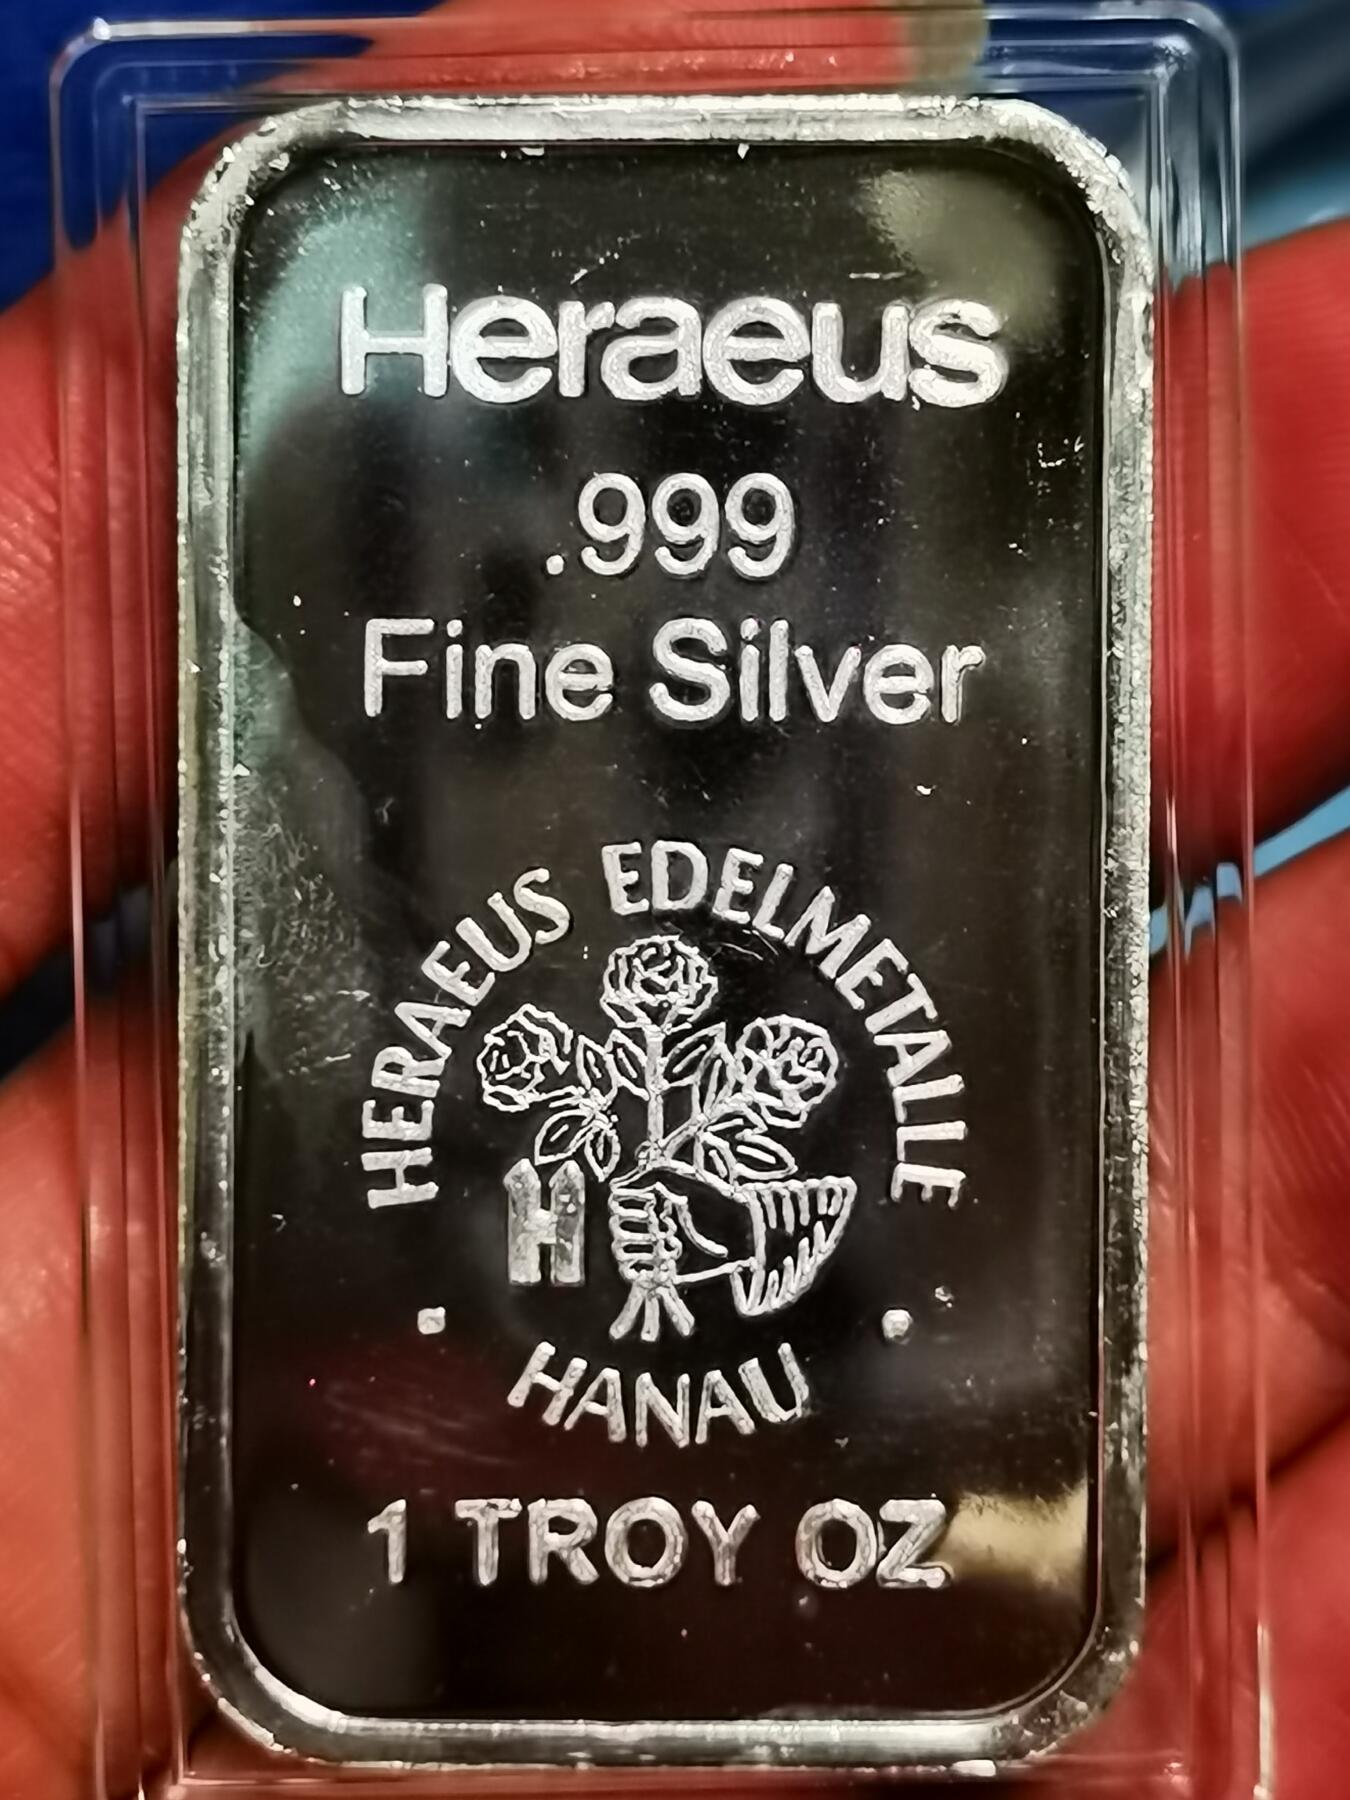 Heraeus
.999
Fine Silver
HERAEUS EDELMETALLE
H
· HANAU ·
1 TROY OZ